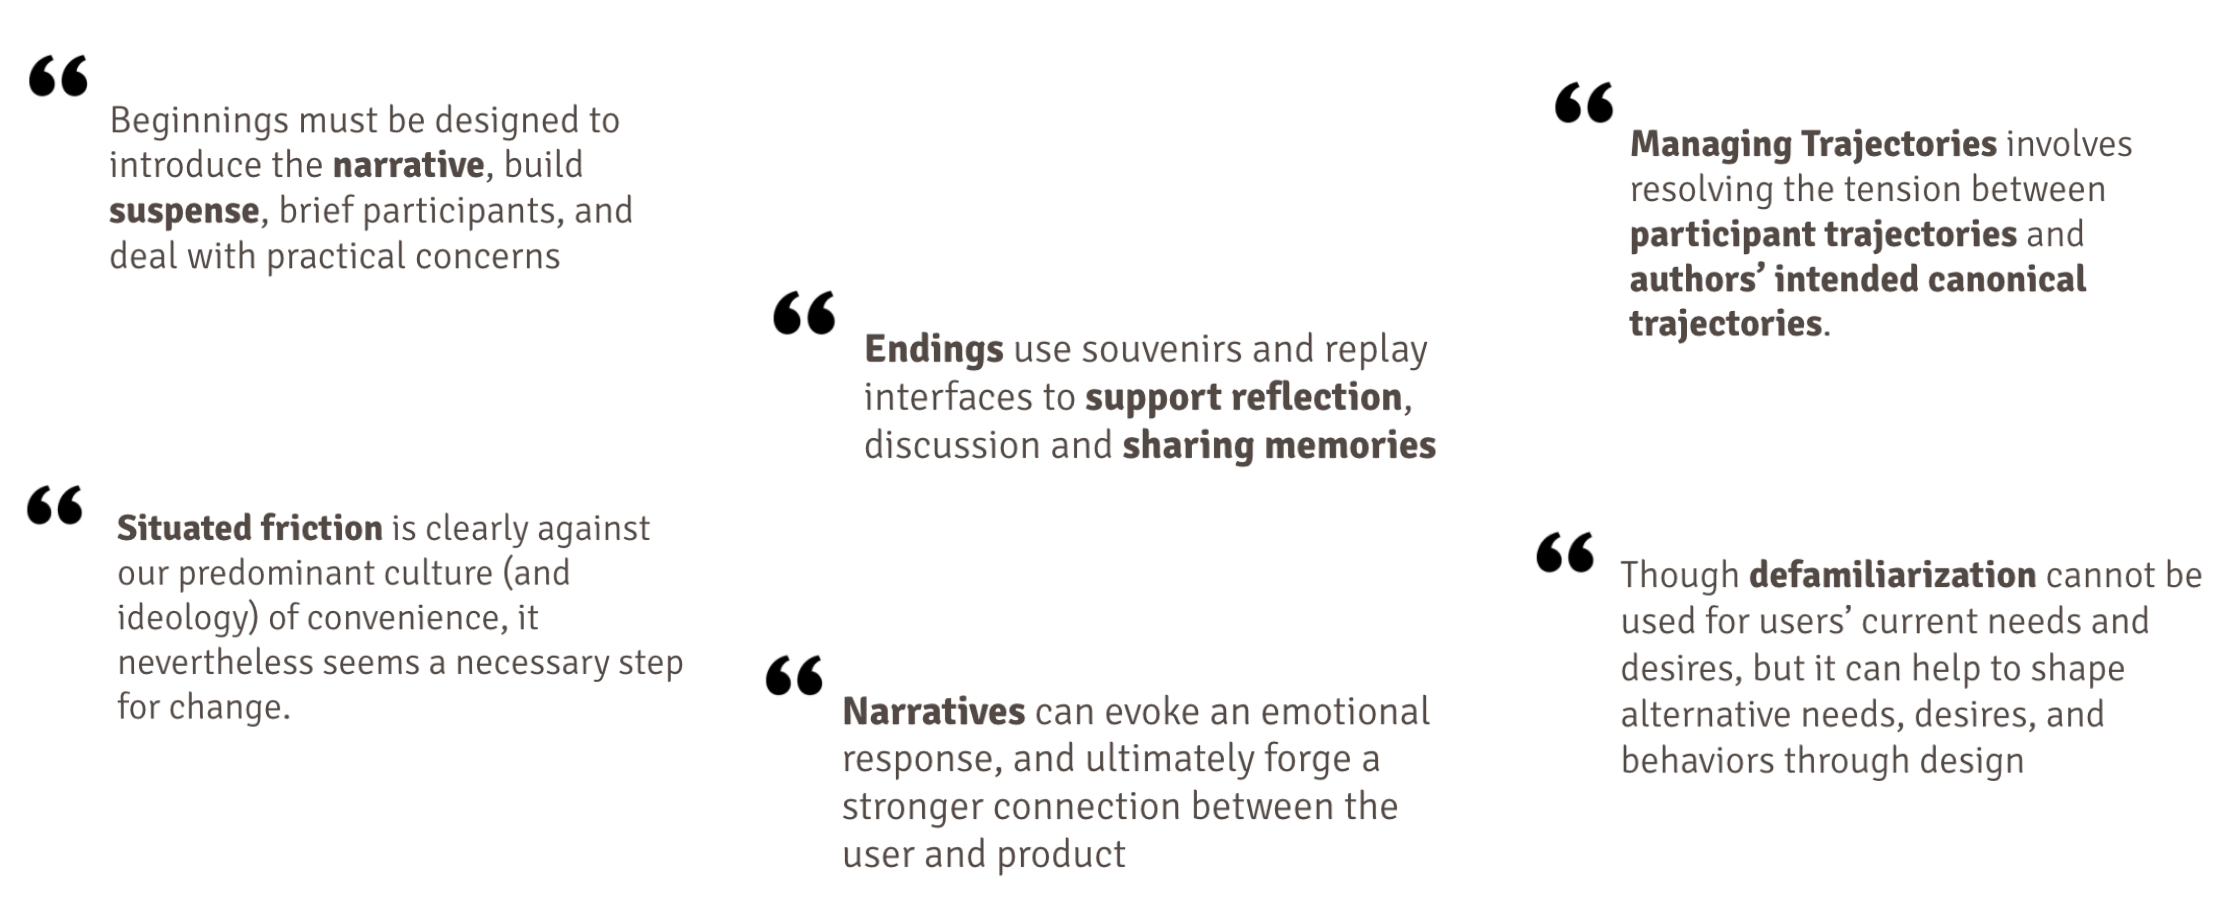 “
Beginnings must be designed to
introduce the narrative, build
suspense, brief participants, and
deal with practical concerns
“
Situated friction is clearly against
our predominant culture (and
ideology) of convenience, it
nevertheless seems a necessary step
for change.
“
Endings use souvenirs and replay
interfaces to support reflection,
discussion and sharing memories
“
Narratives can evoke an emotional
response, and ultimately forge a
stronger connection between the
user and product
“
Managing Trajectories involves
resolving the tension between
participant trajectories and
authors’ intended canonical
trajectories.
“
Though defamiliarization cannot be
used for users’ current needs and
desires, but it can help to shape
alternative needs, desires, and
behaviors through design